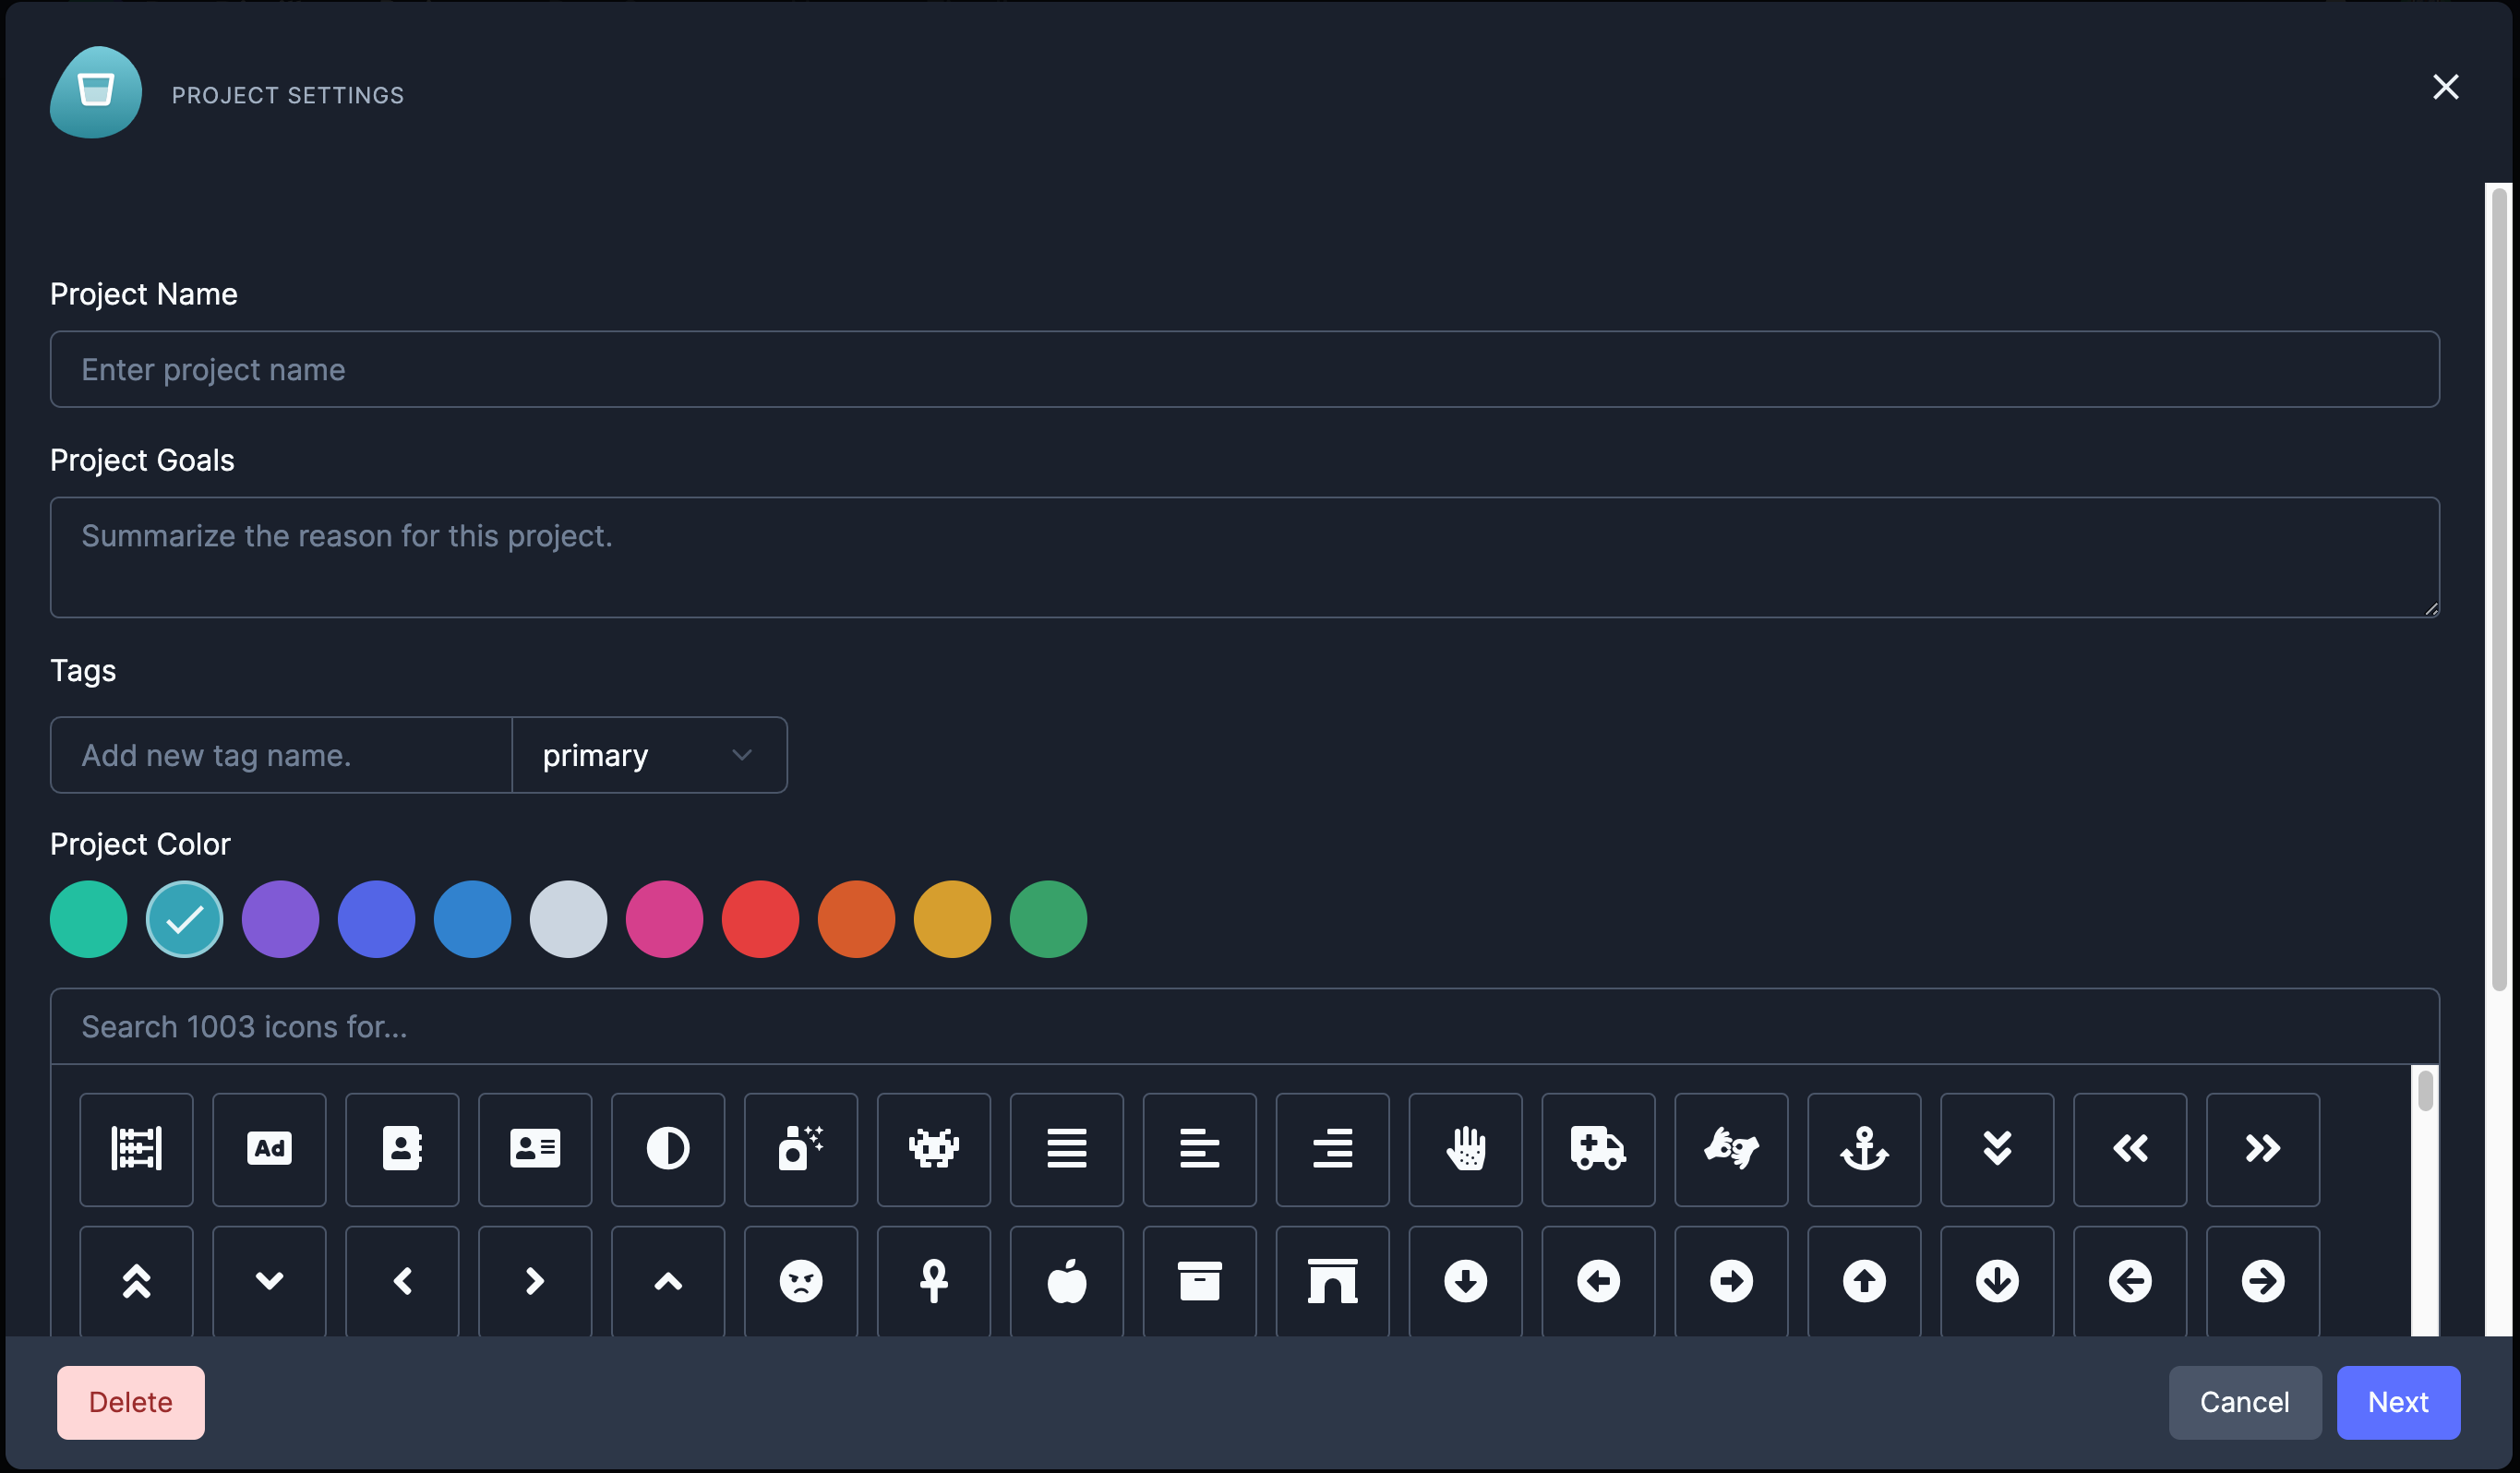 PROJECT SETTINGS
Project Name
Enter project name
Project Goals
Summarize the reason for this project.
Tags
Add new tag name.
primary
Project Color
Search 1003 icons for...
Ad
Delete
Cancel
Next